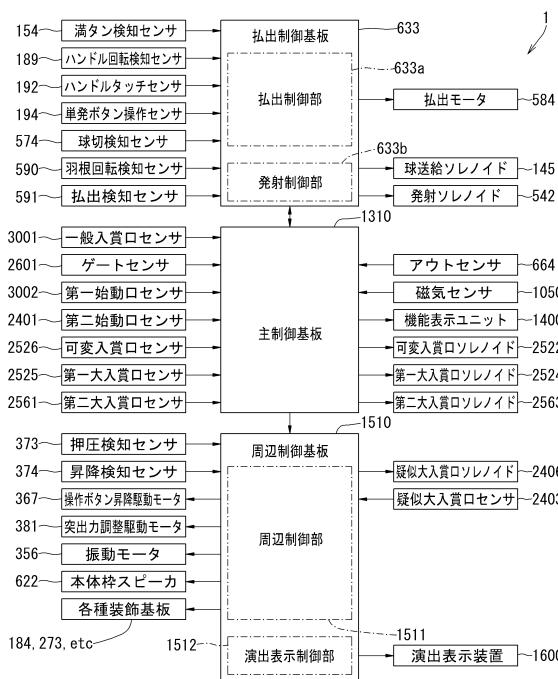 1
154 満タン検知センサ
払出制御基板 633
189 ハンドル回転検知センサ
633a
192 ハンドルタッチセンサ
払出制御部
払出モータ 584
194 単発ボタン操作センサ
574 球切検知センサ
633b
590 羽根回転検知センサ
発射制御部
球送給ソレノイド 145
591 払出検知センサ
発射ソレノイド 542
1310
3001 一般入賞口センサ
2601 ゲートセンサ
アウトセンサ 664
3002 第一始動口センサ
磁気センサ 1050
2401 第二始動口センサ
主制御基板
機能表示ユニット 1400
2526 可変入賞口センサ
可変入賞口ソレノイド 2522
2525 第一大入賞口センサ
第一大入賞口ソレノイド 2524
2561 第二大入賞口センサ
第二大入賞口ソレノイド 2563
1510
373 押圧検知センサ
周辺制御基板
374 昇降検知センサ
疑似大入賞口ソレノイド 2406
367 操作ボタン昇降駆動モータ
疑似大入賞口センサ 2403
381 突出力調整駆動モータ
周辺制御部
356 振動モータ
622 本体枠スピーカ
各種装飾基板
184, 273, etc
1512
1511
演出表示制御部
演出表示装置 1600